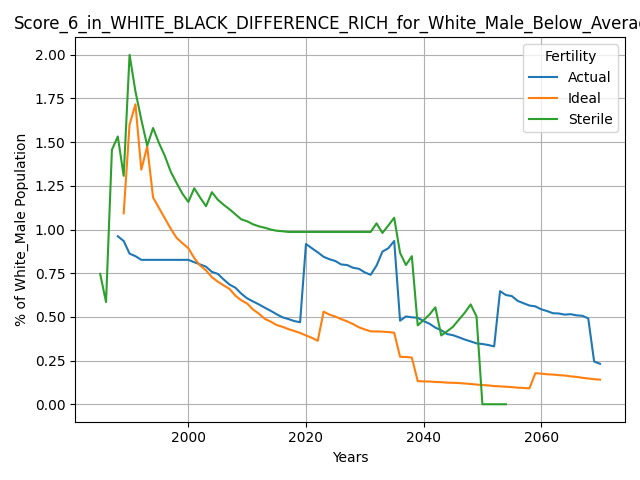 Score_6_in_WHITE_BLACK_DIFFERENCE_RICH_for_White_Male_Below_Avera
Fertility
Actual
Ideal
Sterile
% of White_Male Population
2.00
1.75
1.50
1.25
1.00
0.75
0.50
0.25
0.00
2000
2020
2040
2060
Years